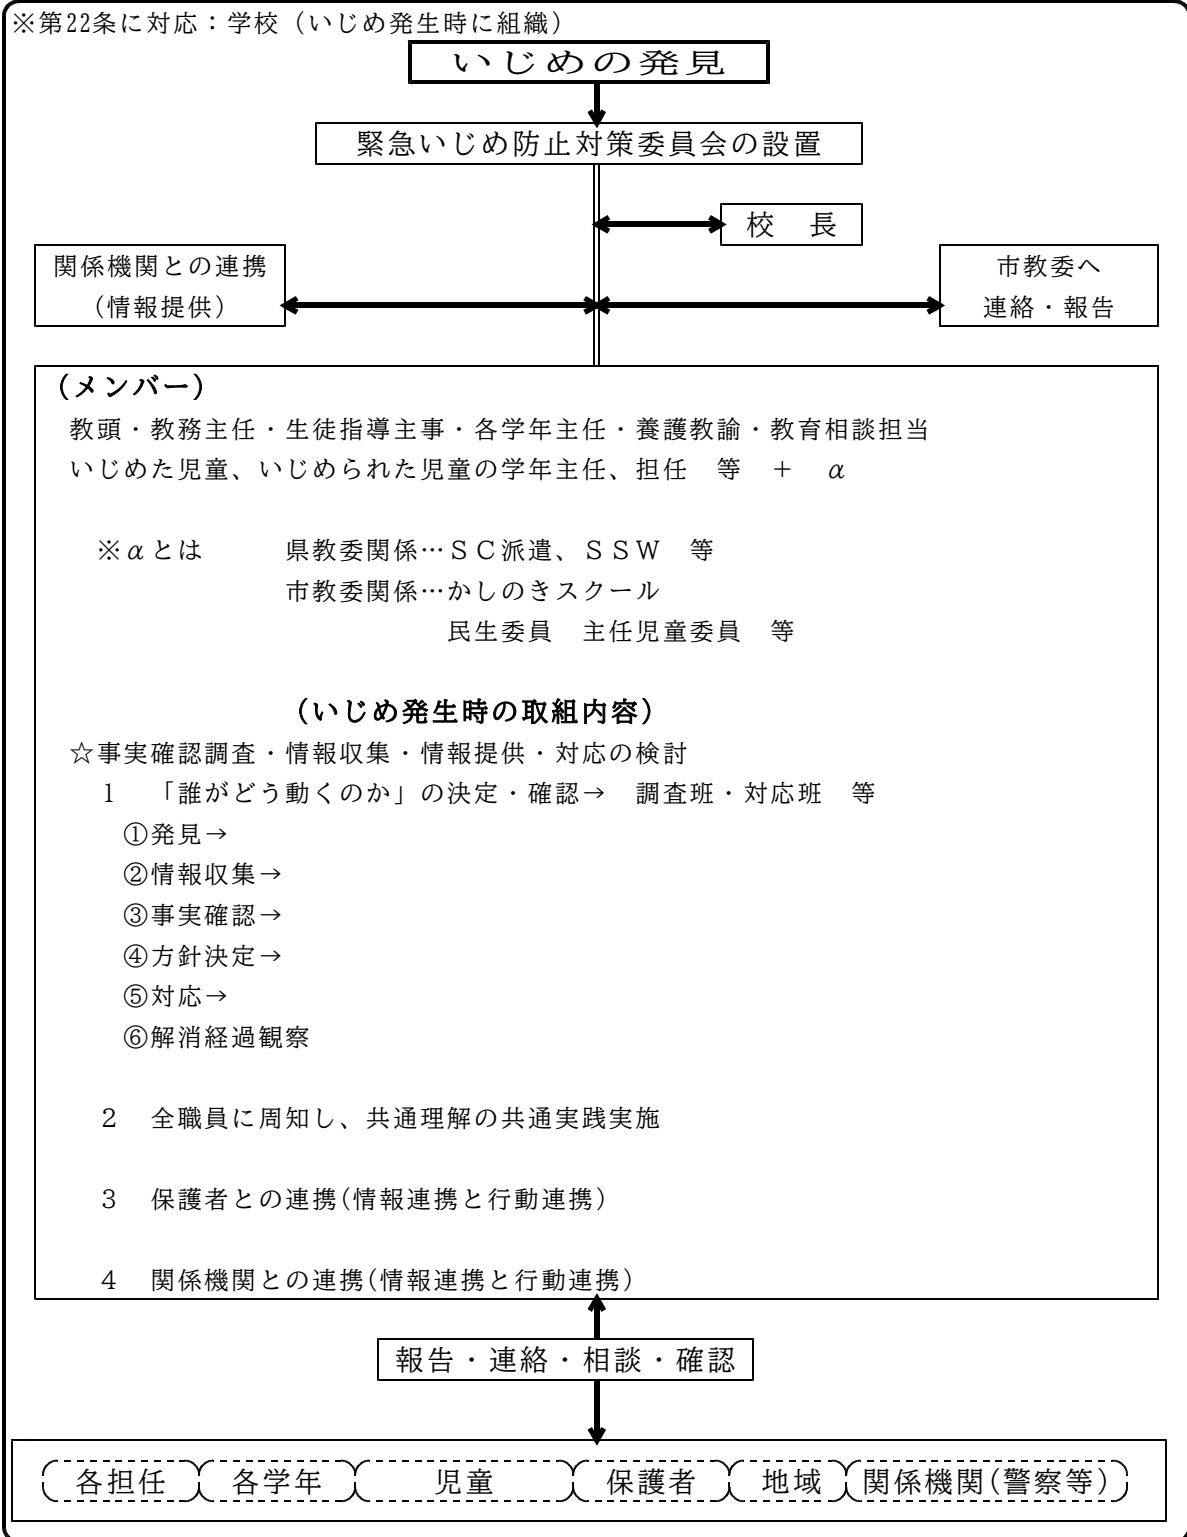 ※第22条に対応：学校（いじめ発生時に組織）
いじめの発見
緊急いじめ防止対策委員会の設置
校　長
関係機関との連携
（情報提供）
市教委へ
連絡・報告
（メンバー）
教頭・教務主任・生徒指導主事・各学年主任・養護教諭・教育相談担当
いじめた児童、いじめられた児童の学年主任、担任　等　＋　α
※αとは　　　県教委関係…ＳＣ派遣、ＳＳＷ　等
市教委関係…かしのきスクール
民生委員　主任児童委員　等
（いじめ発生時の取組内容）
☆事実確認調査・情報収集・情報提供・対応の検討
１　「誰がどう動くのか」の決定・確認→　調査班・対応班　等
①発見→
②情報収集→
③事実確認→
④方針決定→
⑤対応→
⑥解消経過観察
２　全職員に周知し、共通理解の共通実践実施
３　保護者との連携(情報連携と行動連携）
４　関係機関との連携(情報連携と行動連携）
報告・連絡・相談・確認
各担任　各学年　児童　保護者　地域　関係機関(警察等）